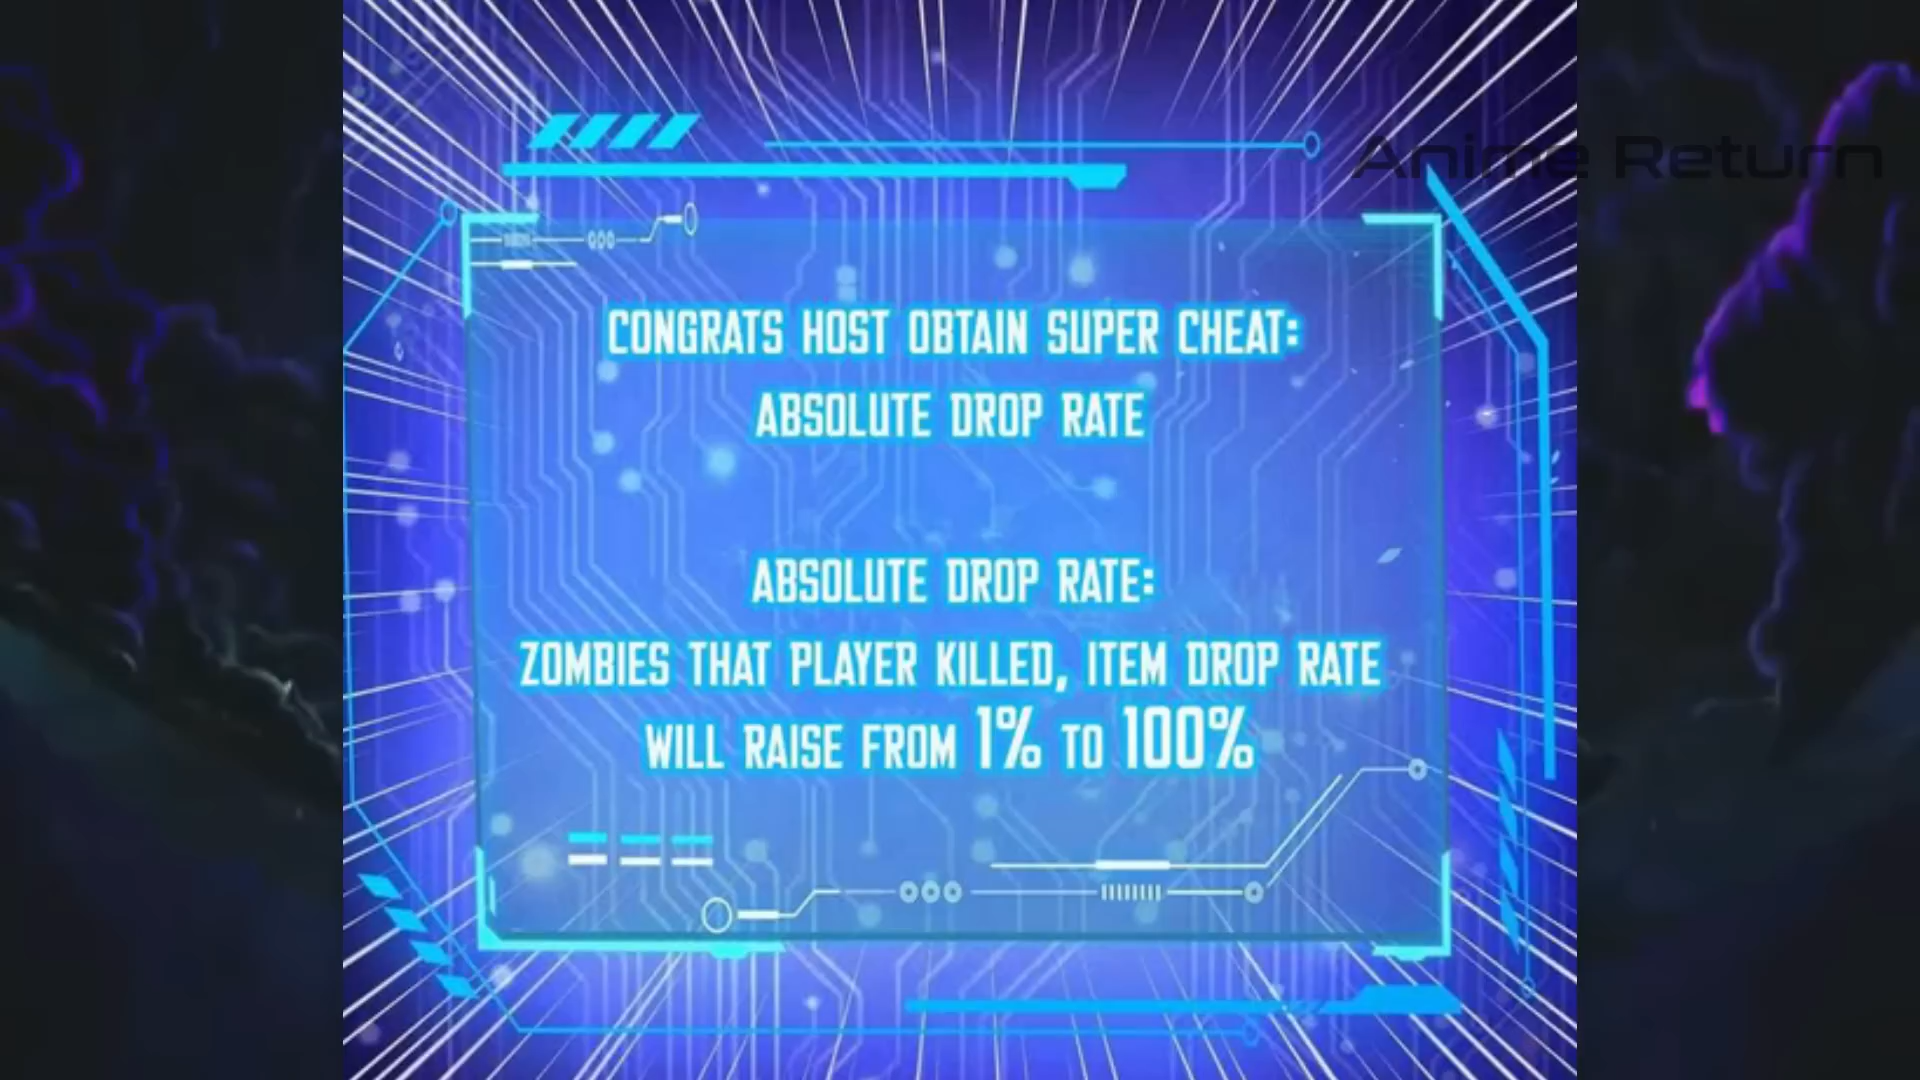 Anime Return
CONGRATS HOST OBTAIN SUPER CHEAT:
ABSOLUTE DROP RATE
ABSOLUTE DROP RATE:
ZOMBIES THAT PLAYER KILLED, ITEM DROP RATE
WILL RAISE FROM 1% TO 100%